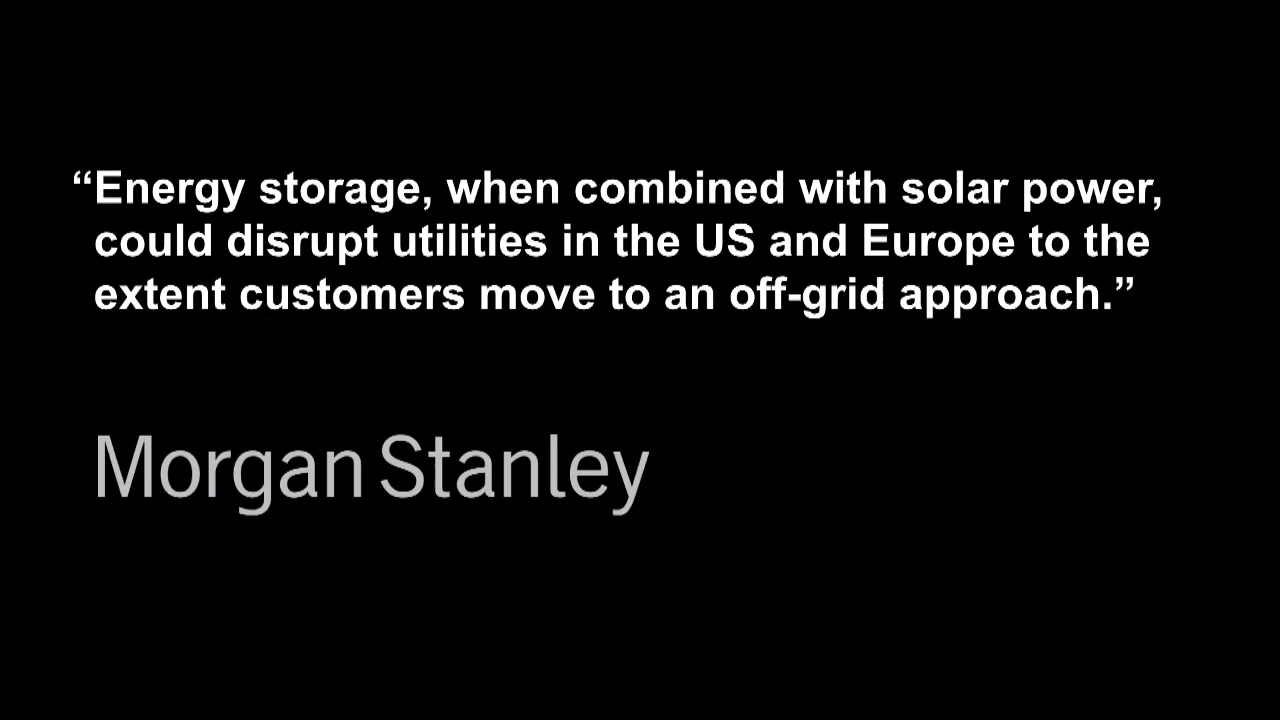 “Energy storage, when combined with solar power,
could disrupt utilities in the US and Europe to the
extent customers move to an off-grid approach.”
Morgan Stanley